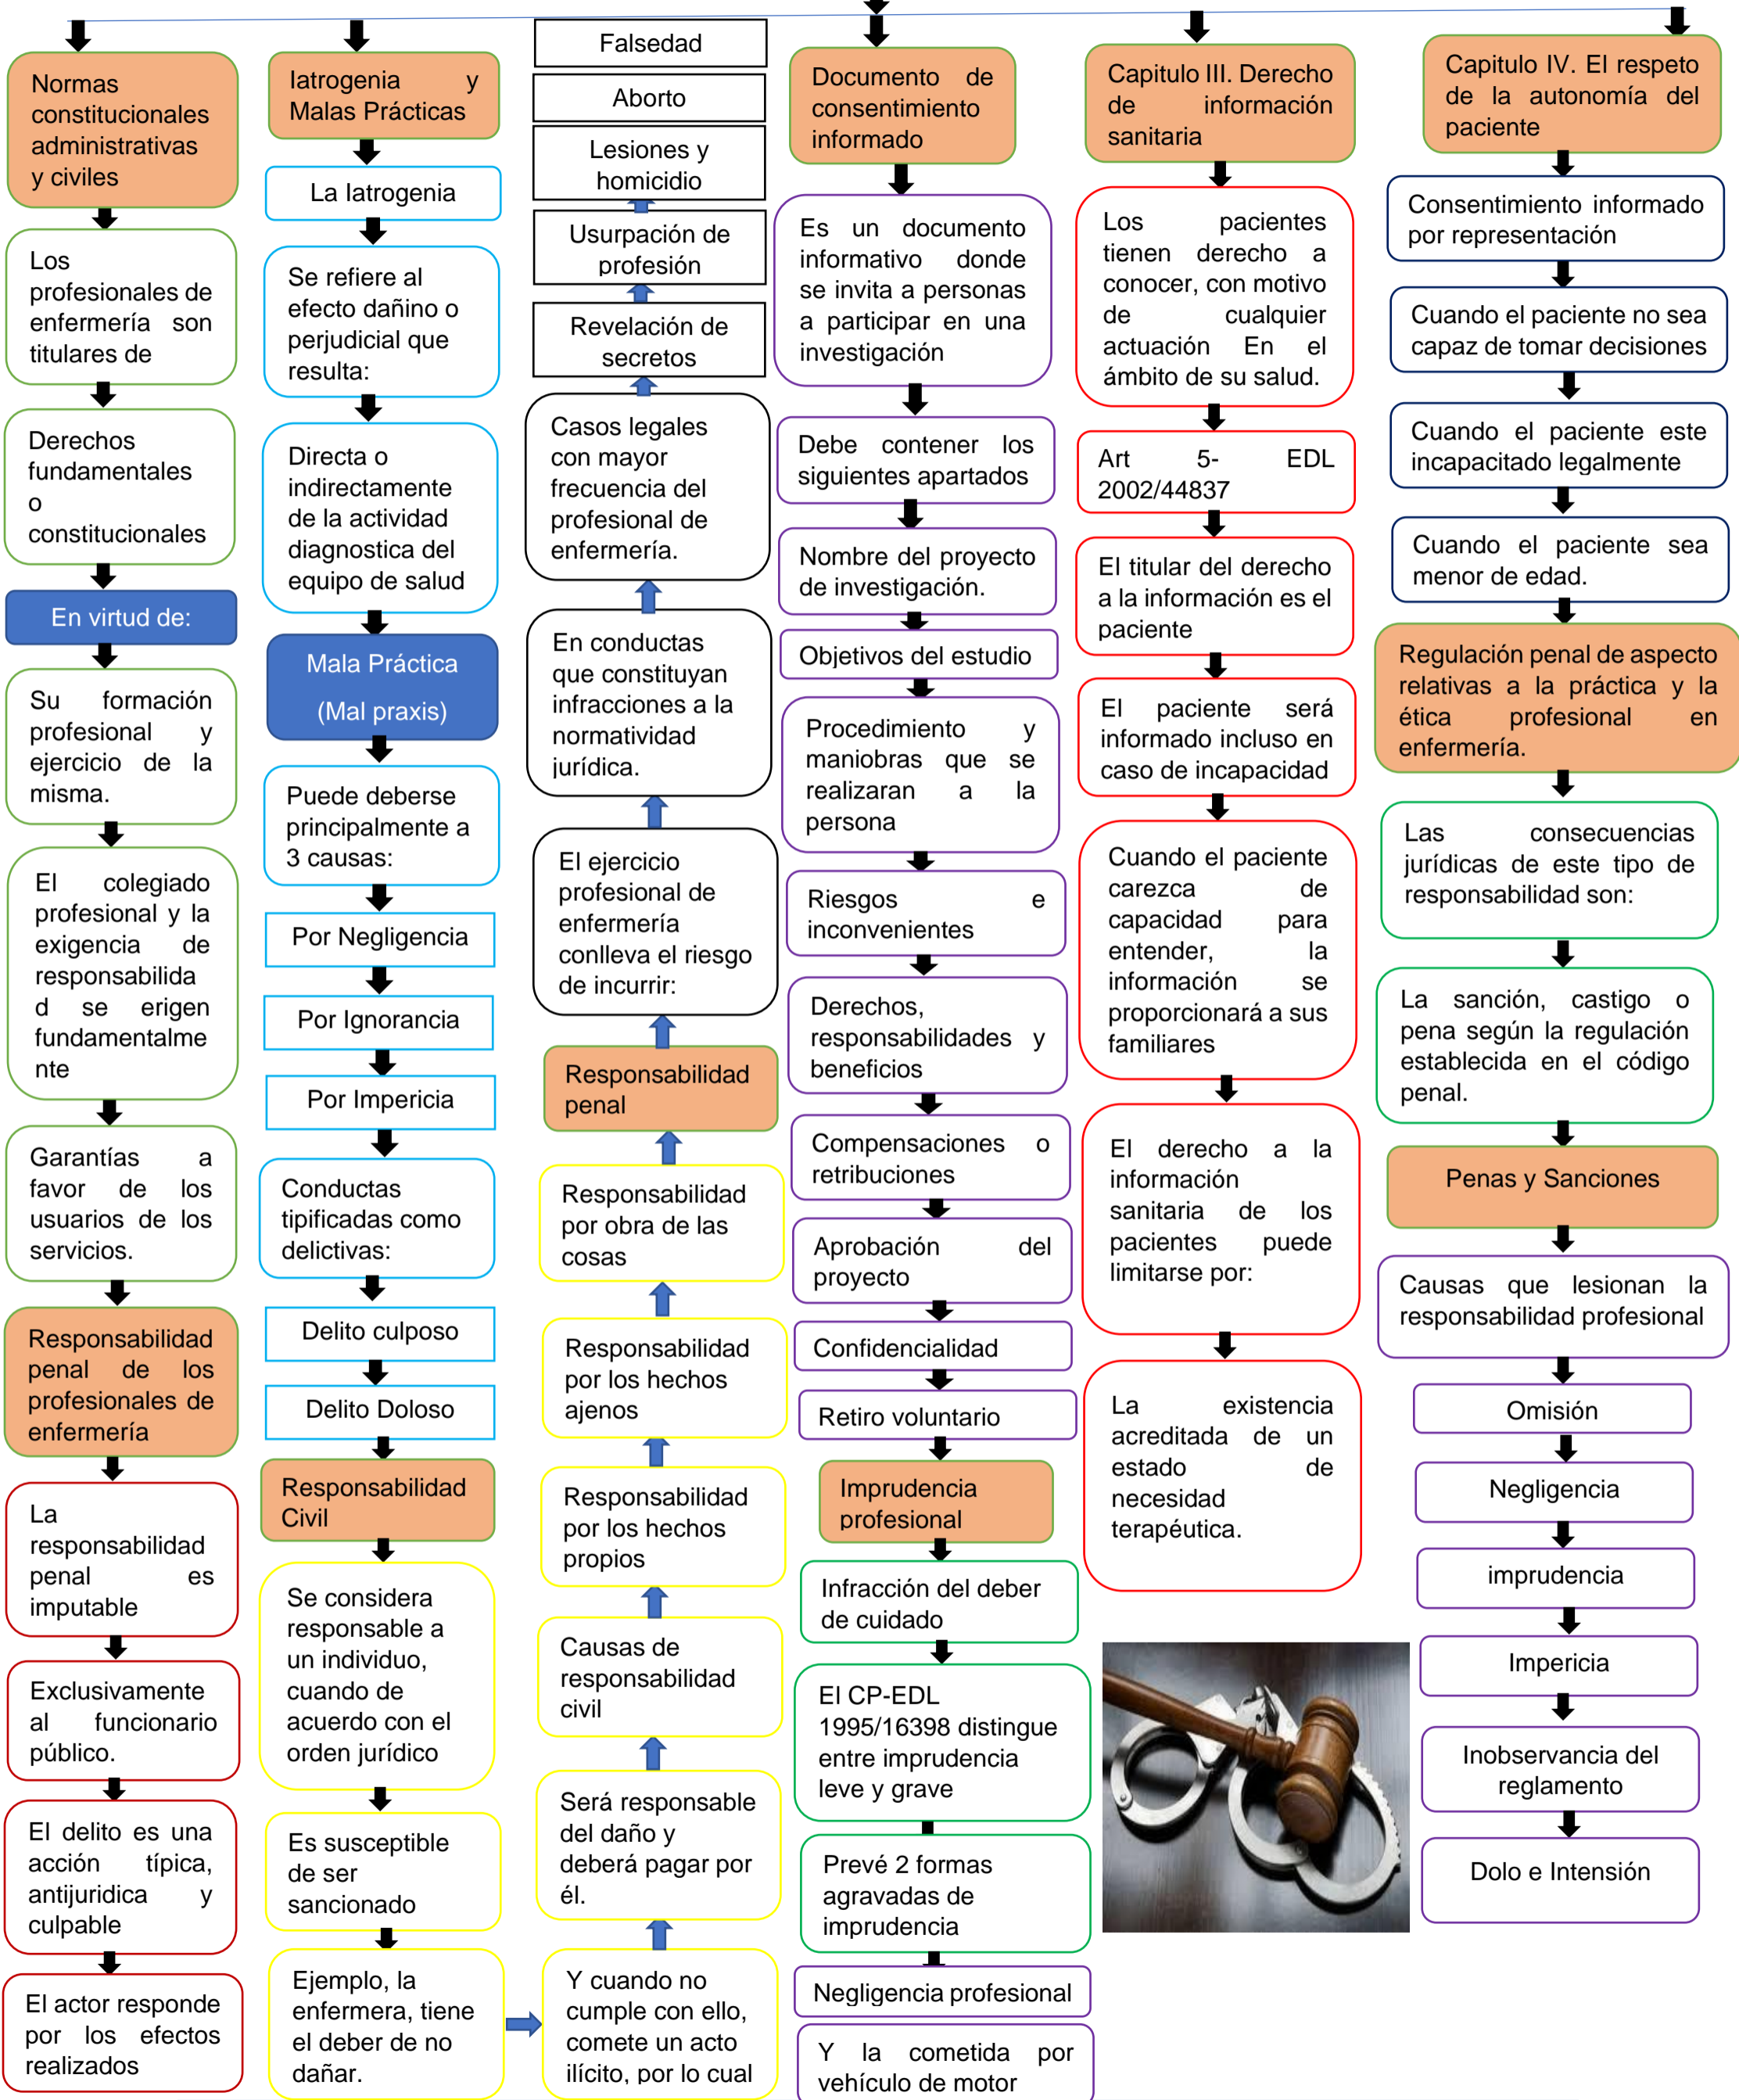 Normas
constitucionales
administrativas
y civiles
Los
profesionales de
enfermería son
titulares de
Derechos
fundamentales
o
constitucionales
En virtud de:
Su formación
profesional y
ejercicio de la
misma.
El colegiado
profesional y la
exigencia de
responsabilida
d se erigen
fundamentalme
nte
Garantías a
favor de los
usuarios de los
servicios.
Responsabilidad
penal de los
profesionales de
enfermería
La
responsabilidad
penal es
imputable
Exclusivamente
al funcionario
público.
El delito es una
acción típica,
antijuridica y
culpable
El actor responde
por los efectos
realizados
Iatrogenia y
Malas Prácticas
La Iatrogenia
Se refiere al
efecto dañino o
perjudicial que
resulta:
Directa o
indirectamente
de la actividad
diagnostica del
equipo de salud
Mala Práctica
(Mal praxis)
Puede deberse
principalmente a
3 causas:
Por Negligencia
Por Ignorancia
Por Impericia
Conductas
tipificadas como
delictivas:
Delito culposo
Delito Doloso
Responsabilidad
Civil
Se considera
responsable a
un individuo,
cuando de
acuerdo con el
orden jurídico
Es susceptible
de ser
sancionado
Ejemplo, la
enfermera, tiene
el deber de no
dañar.
Y cuando no
cumple con ello,
comete un acto
ilícito, por lo cual
Será responsable
del daño y
deberá pagar por
él.
Causas de
responsabilidad
civil
Responsabilidad
por los hechos
propios
Responsabilidad
por los hechos
ajenos
Responsabilidad
por obra de las
cosas
Responsabilidad
penal
El ejercicio
profesional de
enfermería
conlleva el riesgo
de incurrir:
En conductas
que constituyan
infracciones a la
normatividad
jurídica.
Casos legales
con mayor
frecuencia del
profesional de
enfermería.
Revelación de
secretos
Usurpación de
profesión
Lesiones y
homicidio
Aborto
Falsedad
Documento de
consentimiento
informado
Es un documento
informativo donde
se invita a personas
a participar en una
investigación
Debe contener los
siguientes apartados
Nombre del proyecto
de investigación.
Objetivos del estudio
Procedimiento y
maniobras que se
realizaran a la
persona
Riesgos e
inconvenientes
Derechos,
responsabilidades y
beneficios
Compensaciones o
retribuciones
Aprobación del
proyecto
Confidencialidad
Retiro voluntario
Imprudencia
profesional
Infracción del deber
de cuidado
El CP-EDL
1995/16398 distingue
entre imprudencia
leve y grave
Prevé 2 formas
agravadas de
imprudencia
Negligencia profesional
Y la cometida por
vehículo de motor
Capitulo III. Derecho
de información
sanitaria
Los pacientes
tienen derecho a
conocer, con motivo
de cualquier
actuación En el
ámbito de su salud.
Art 5- EDL
2002/44837
El titular del derecho
a la información es el
paciente
El paciente será
informado incluso en
caso de incapacidad
Cuando el paciente
carezca de
capacidad para
entender, la
información se
proporcionará a sus
familiares
El derecho a la
información
sanitaria de los
pacientes puede
limitarse por:
La existencia
acreditada de un
estado de
necesidad
terapéutica.
Capitulo IV. El respeto
de la autonomía del
paciente
Consentimiento informado
por representación
Cuando el paciente no sea
capaz de tomar decisiones
Cuando el paciente este
incapacitado legalmente
Cuando el paciente sea
menor de edad.
Regulación penal de aspecto
relativas a la práctica y la
ética profesional en
enfermería.
Las consecuencias
jurídicas de este tipo de
responsabilidad son:
La sanción, castigo o
pena según la regulación
establecida en el código
penal.
Penas y Sanciones
Causas que lesionan la
responsabilidad profesional
Omisión
Negligencia
imprudencia
Impericia
Inobservancia del
reglamento
Dolo e Intensión